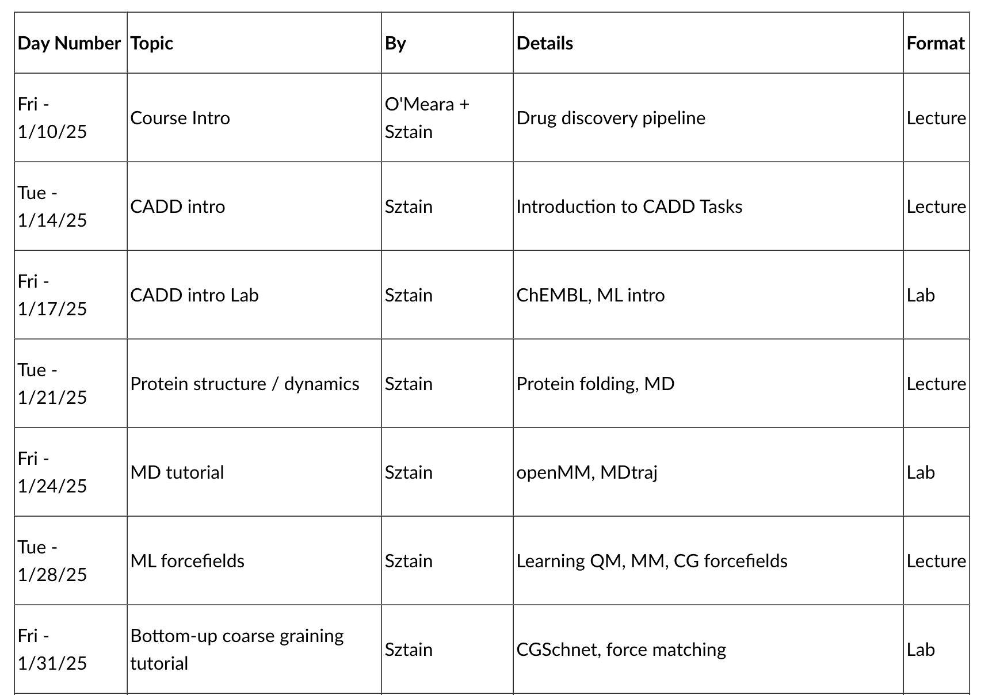 Day Number Topic By Details Format
Fri -
1/10/25
Course Intro
O'Meara +
Sztain
Drug discovery pipeline
Lecture
Tue -
1/14/25
CADD intro
Sztain
Introduction to CADD Tasks
Lecture
Fri -
1/17/25
CADD intro Lab
Sztain
ChEMBL, ML intro
Lab
Tue -
1/21/25
Protein structure / dynamics
Sztain
Protein folding, MD
Lecture
Fri -
1/24/25
MD tutorial
Sztain
openMM, MDtraj
Lab
Tue -
1/28/25
ML forcefields
Sztain
Learning QM, MM, CG forcefields
Lecture
Fri -
1/31/25
Bottom-up coarse graining
tutorial
Sztain
CGSchnet, force matching
Lab